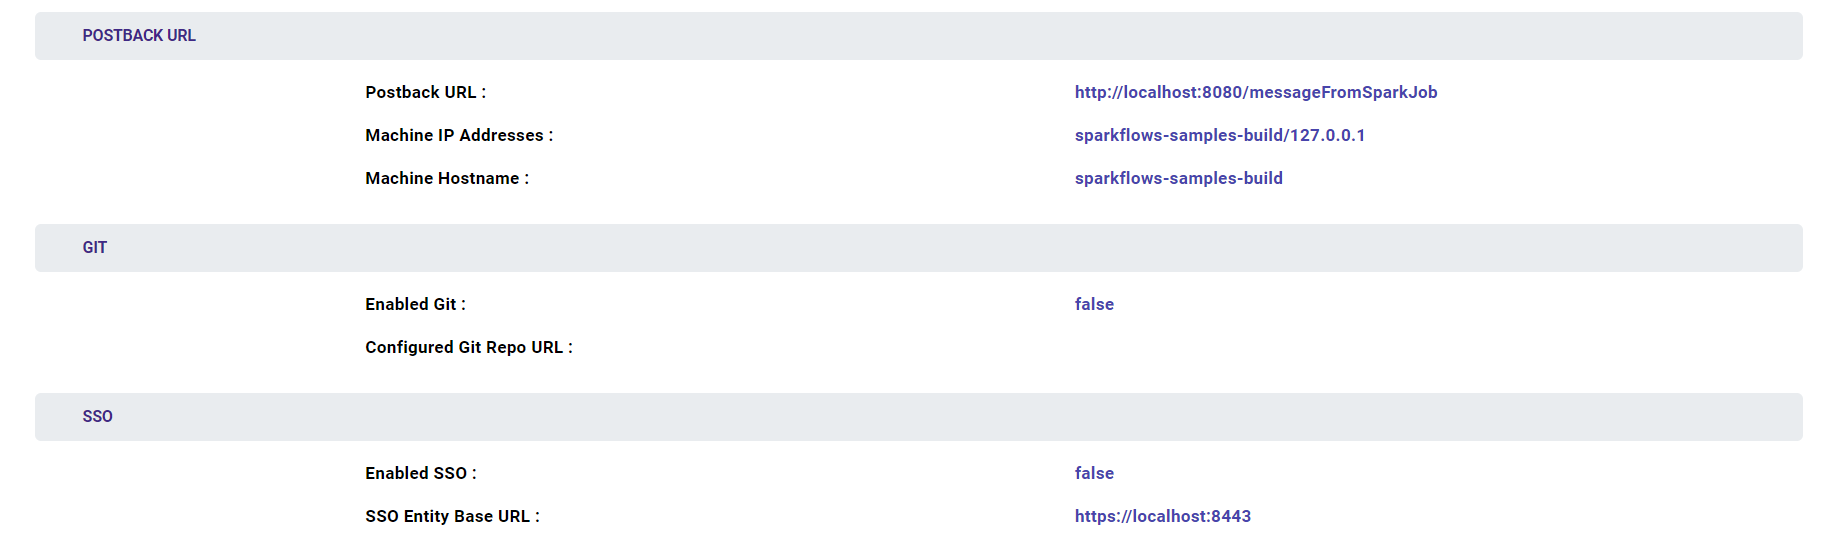 POSTBACK URL
Postback URL : http://localhost:8080/messageFromSparkJob
Machine IP Addresses : sparkflows-samples-build/127.0.0.1
Machine Hostname : sparkflows-samples-build
GIT
Enabled Git : false
Configured Git Repo URL :
SSO
Enabled SSO : false
SSO Entity Base URL : https://localhost:8443